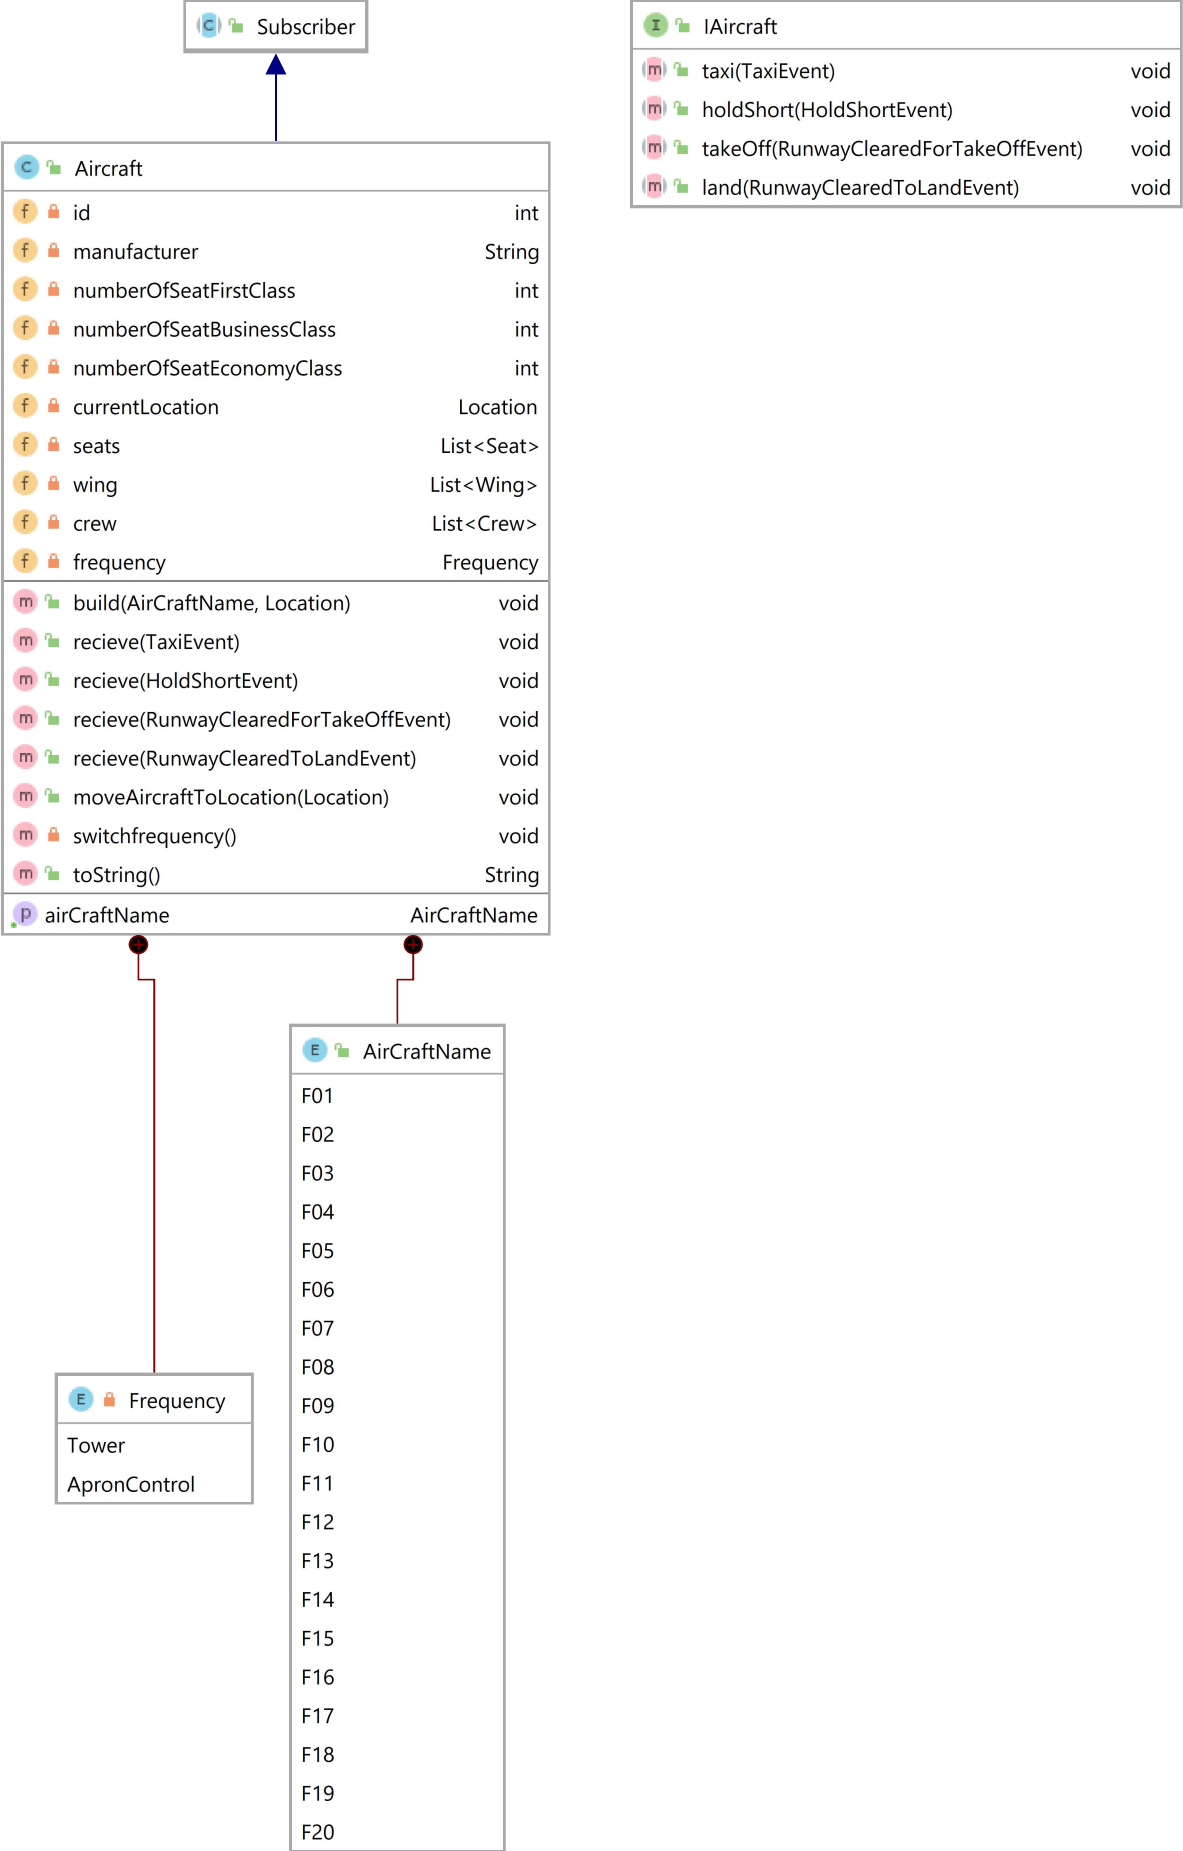 Subscriber
IAircraft
taxi(TaxiEvent) void
holdShort(HoldShortEvent) void
takeOff(RunwayClearedForTakeOffEvent) void
land(RunwayClearedToLandEvent) void
Aircraft
id int
manufacturer String
numberOfSeatFirstClass int
numberOfSeatBusinessClass int
numberOfSeatEconomyClass int
currentLocation Location
seats List<Seat>
wing List<Wing>
crew List<Crew>
frequency Frequency
build(AirCraftName, Location) void
recieve(TaxiEvent) void
recieve(HoldShortEvent) void
recieve(RunwayClearedForTakeOffEvent) void
recieve(RunwayClearedToLandEvent) void
moveAircraftToLocation(Location) void
switchfrequency() void
toString() String
airCraftName AirCraftName
AirCraftName
F01
F02
F03
F04
F05
F06
F07
F08
F09
F10
F11
F12
F13
F14
F15
F16
F17
F18
F19
F20
Frequency
Tower
ApronControl